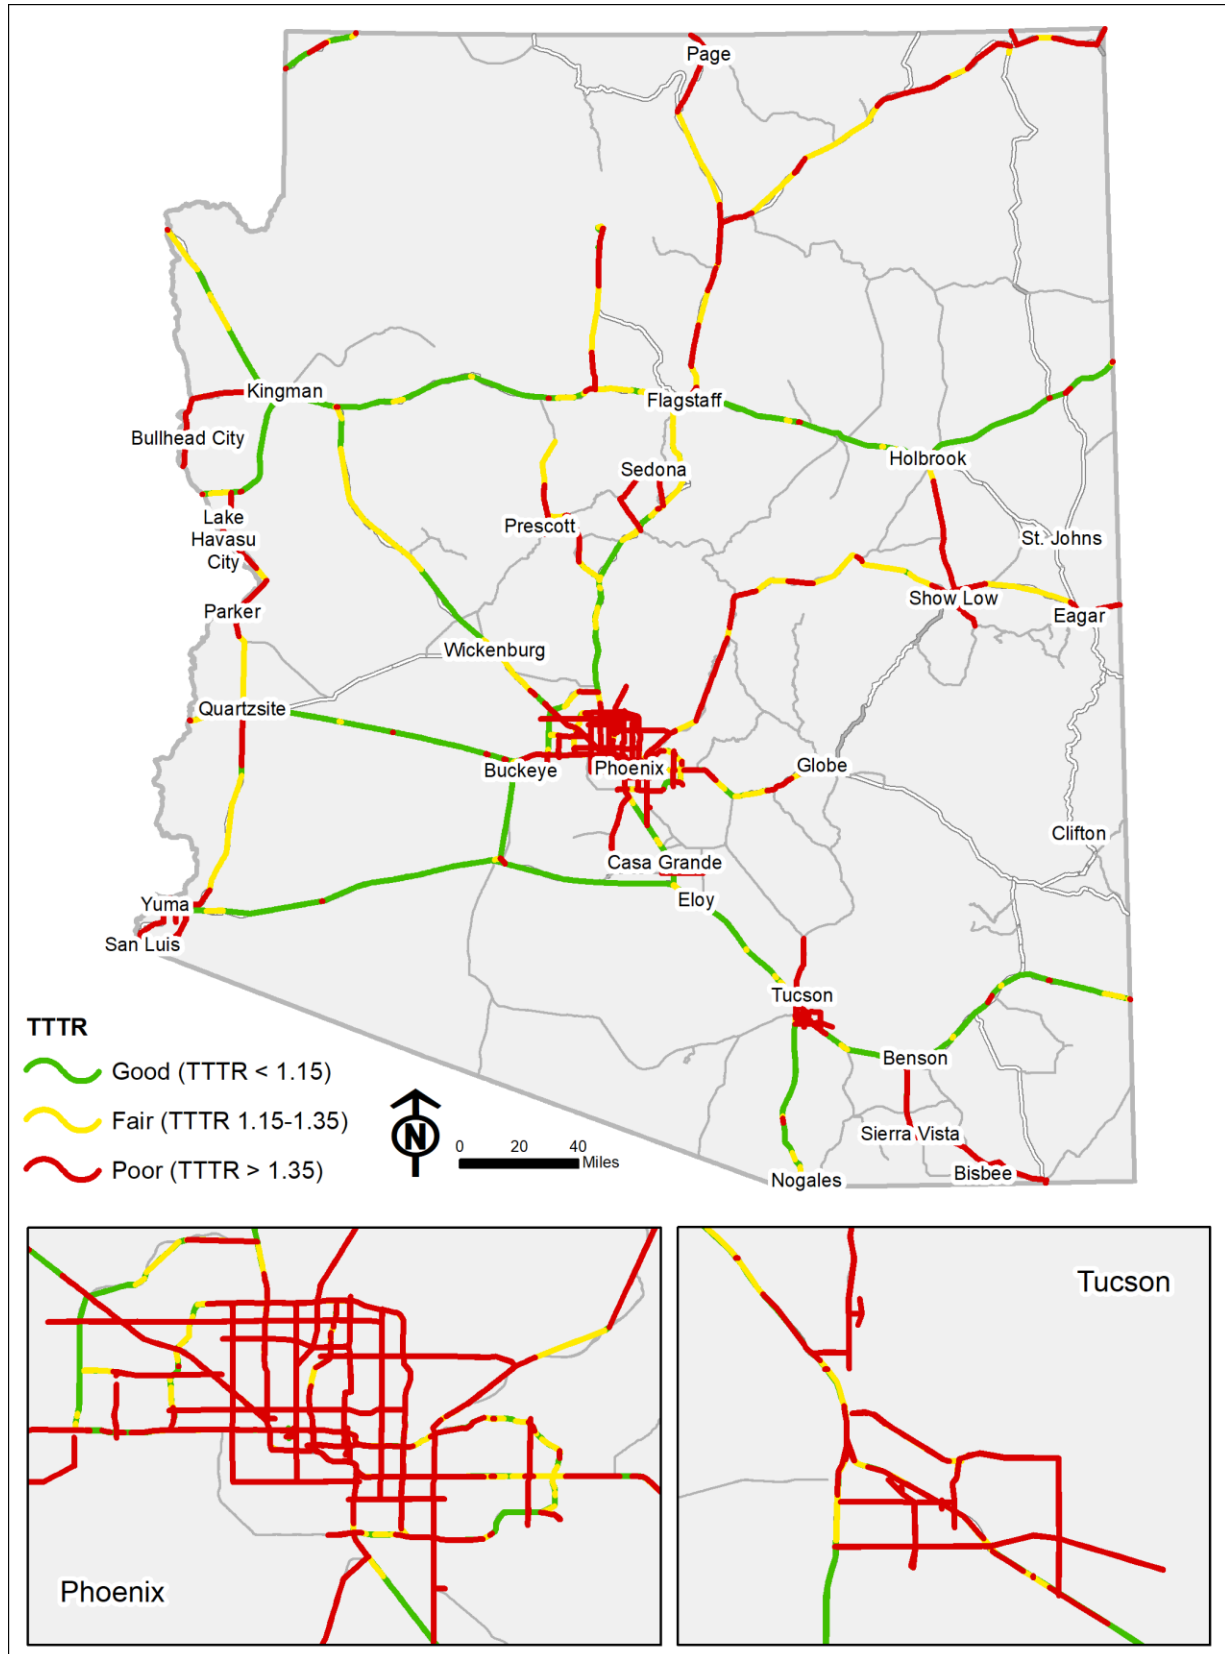 Page
Kingman
Flagstaff
Bullhead City
Holbrook
Sedona
Lake
Havasu
City
Prescott
St. Johns
Parker
Show Low
Eagar
Wickenburg
Quartzsite
Buckeye
Phoenix
Globe
Clifton
Casa Grande
Yuma
Eloy
San Luis
Tucson
TTTR
Good (TTTR < 1.15)
Fair (TTTR 1.15-1.35)
Poor (TTTR > 1.35)
N
0 20 40
Miles
Benson
Sierra Vista
Bisbee
Nogales
Phoenix
Tucson